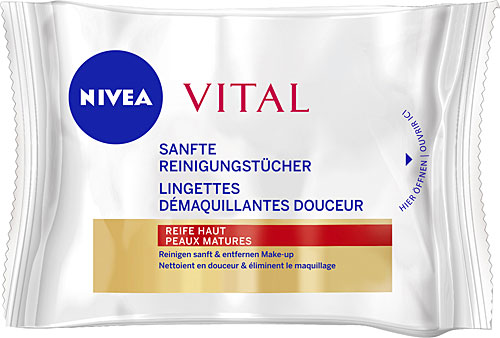 NIVEA
VITAL
SANFTE
REINIGUNGSTÜCHER
LINGETTES
DÉMAQUILLANTES DOUCEUR
REIFE HAUT
PEAUX MATURES
Reinigen sanft & entfernen Make-up
Nettoient en douceur & éliminent le maquillage
HIER ÖFFNEN | OUVRIR ICI